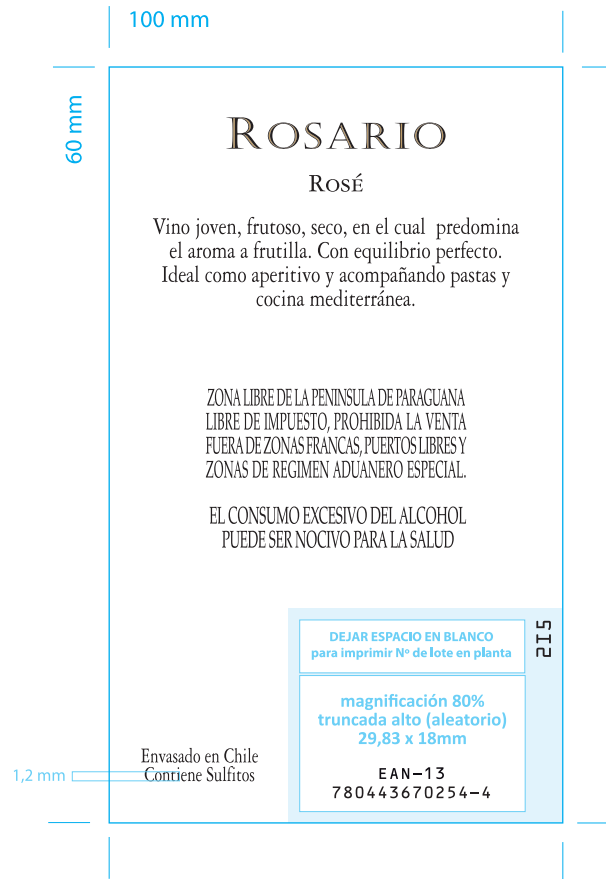 100 mm
60 mm
ROSARIO
ROSÉ
Vino joven, frutoso, seco, en el cual predomina
el aroma a frutilla. Con equilibrio perfecto.
Ideal como aperitivo y acompañando pastas y
cocina mediterránea.
ZONA LIBRE DE LA PENINSULA DE PARAGUANA
LIBRE DE IMPUESTO, PROHIBIDA LA VENTA
FUERA DE ZONAS FRANCAS, PUERTOS LIBRES Y
ZONAS DE REGIMEN ADUANERO ESPECIAL.
EL CONSUMO EXCESIVO DEL ALCOHOL
PUEDE SER NOCIVO PARA LA SALUD
DEJAR ESPACIO EN BLANCO
para imprimir Nº de lote en planta
215
magnificación 80%
truncada alto (aleatorio)
29,83 x 18mm
EAN-13
780443670254-4
Envasado en Chile
Contiene Sulfitos
1,2 mm